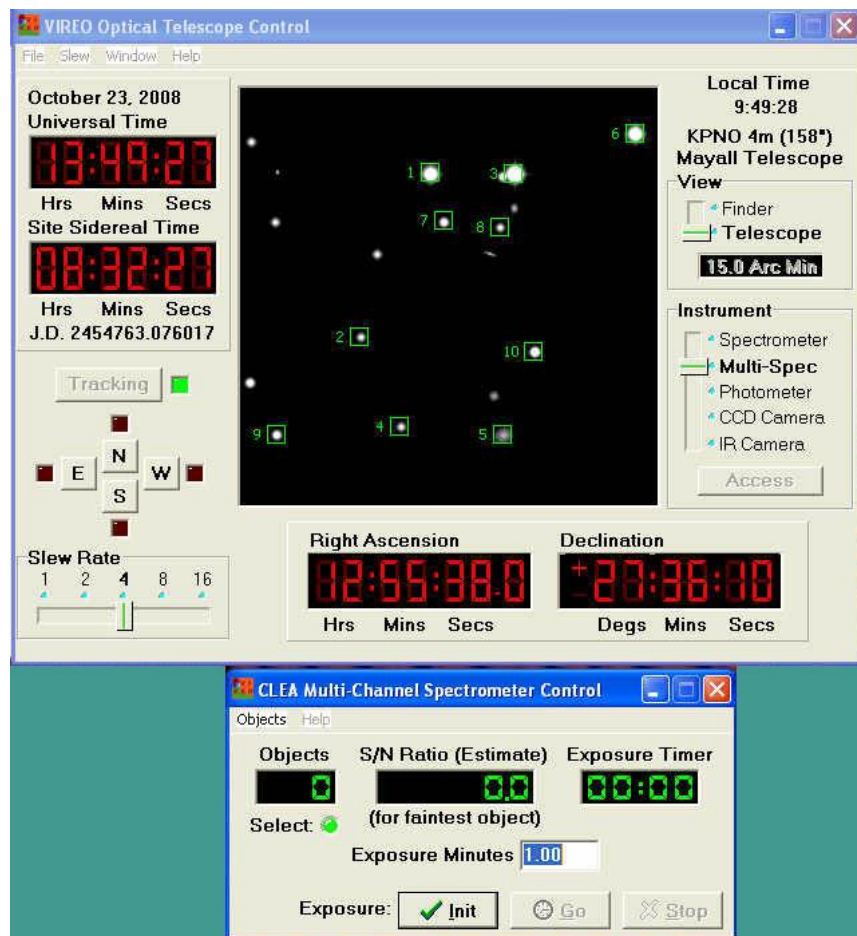 VIREO Optical Telescope Control
File Slew Window Help
October 23, 2008
Universal Time
13:49:27
Hrs Mins Secs
Site Sidereal Time
08:32:27
Hrs Mins Secs
J.D. 2454763.076017
Tracking
N
E W
S
Slew Rate
1 2 4 8 16
6
1 3
7 8
2
10
9 4 5
Local Time
9:49:28
KPNO 4m (158")
Mayall Telescope
View
Finder
Telescope
15.0 Arc Min
Instrument
Spectrometer
Multi-Spec
Photometer
CCD Camera
IR Camera
Access
Right Ascension
12:55:38.0
Hrs Mins Secs
Declination
+27:36:10
Degs Mins Secs
CLEA Multi-Channel Spectrometer Control
Objects Help
Objects S/N Ratio (Estimate) Exposure Timer
0 0.0 00:00
Select: (for faintest object)
Exposure Minutes 1.00
Exposure: Init Go Stop